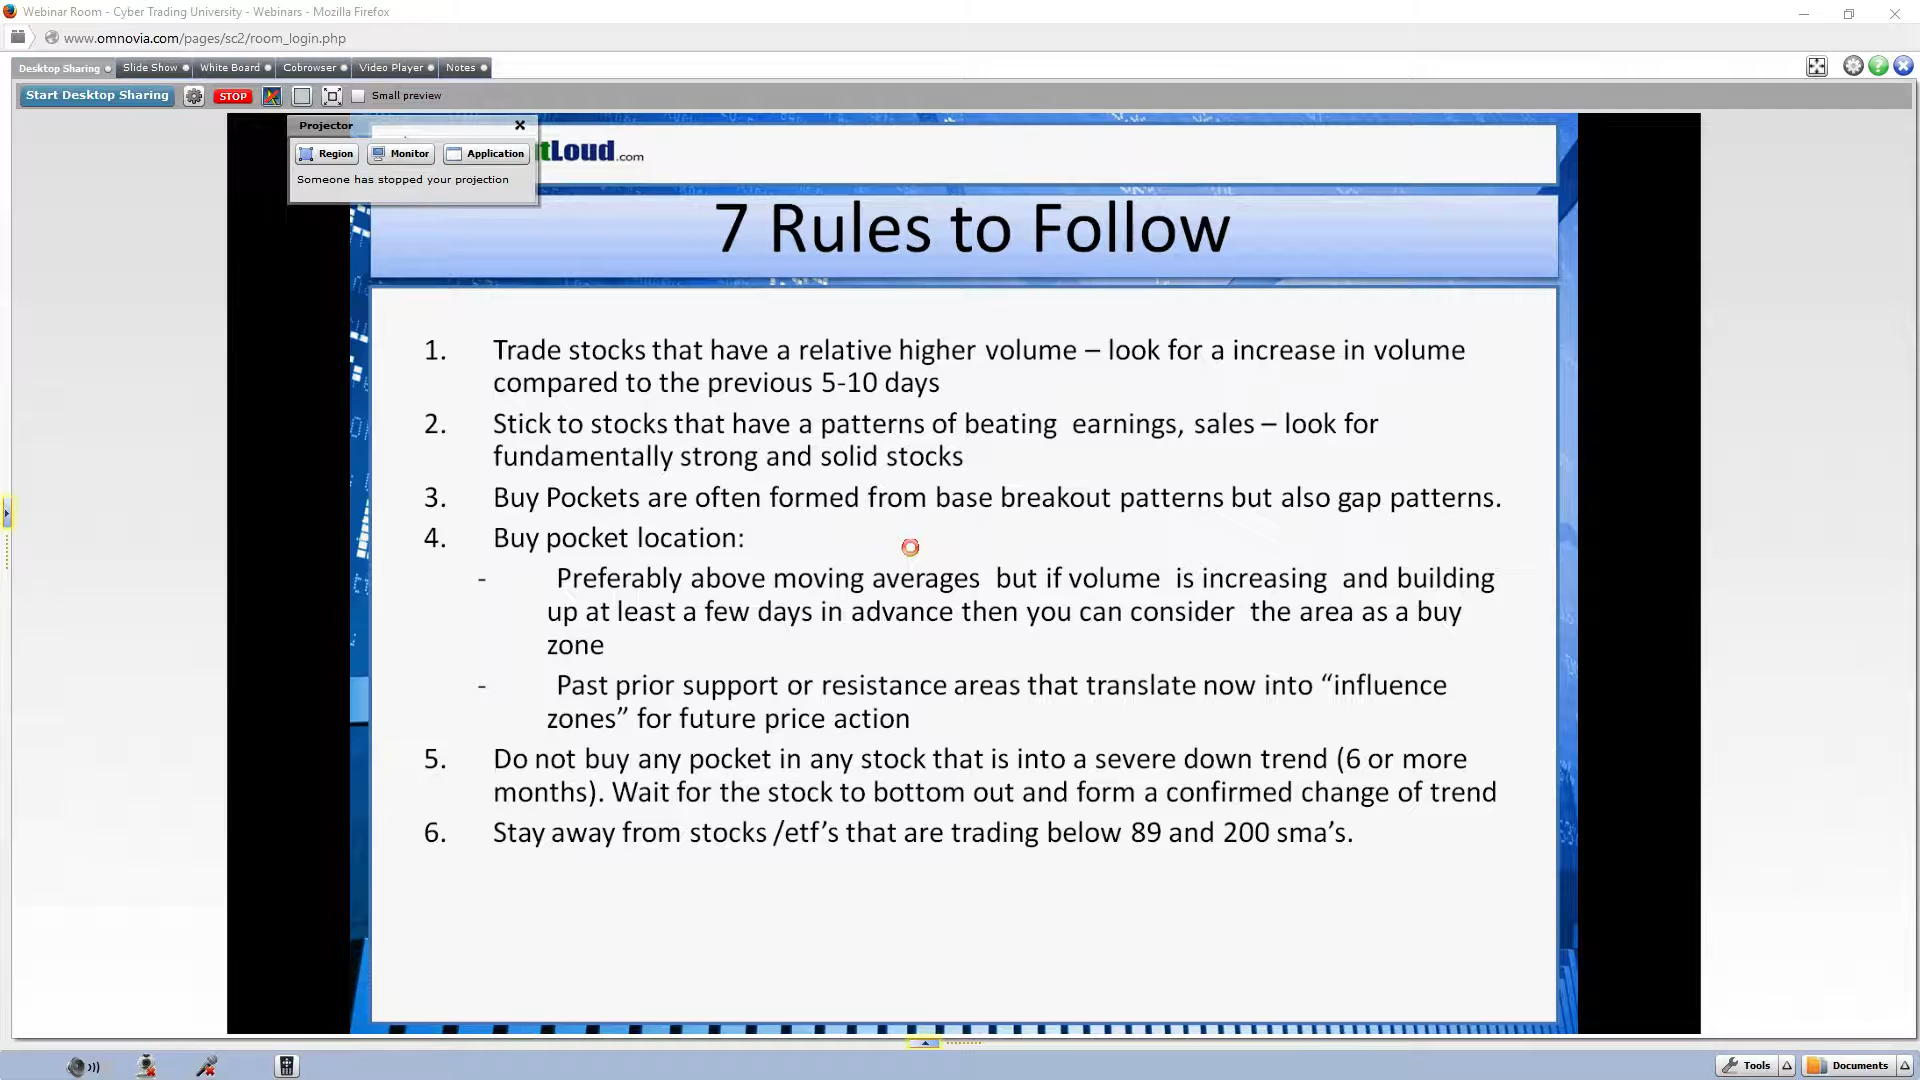 Webinar Room - Cyber Trading University - Webinars - Mozilla Firefox
www.omnovia.com/pages/sc2/room_login.php
Desktop Sharing
Slide Show
White Board
Cobrowser
Video Player
Notes
Start Desktop Sharing
STOP
Small preview
Projector
Region
Monitor
Application
Someone has stopped your projection
tLoud.com
7 Rules to Follow
1. Trade stocks that have a relative higher volume – look for a increase in volume
compared to the previous 5-10 days
2. Stick to stocks that have a patterns of beating earnings, sales – look for
fundamentally strong and solid stocks
3. Buy Pockets are often formed from base breakout patterns but also gap patterns.
4. Buy pocket location:
- Preferably above moving averages but if volume is increasing and building
up at least a few days in advance then you can consider the area as a buy
zone
- Past prior support or resistance areas that translate now into “influence
zones” for future price action
5. Do not buy any pocket in any stock that is into a severe down trend (6 or more
months). Wait for the stock to bottom out and form a confirmed change of trend
6. Stay away from stocks /etf’s that are trading below 89 and 200 sma’s.
Tools
Documents